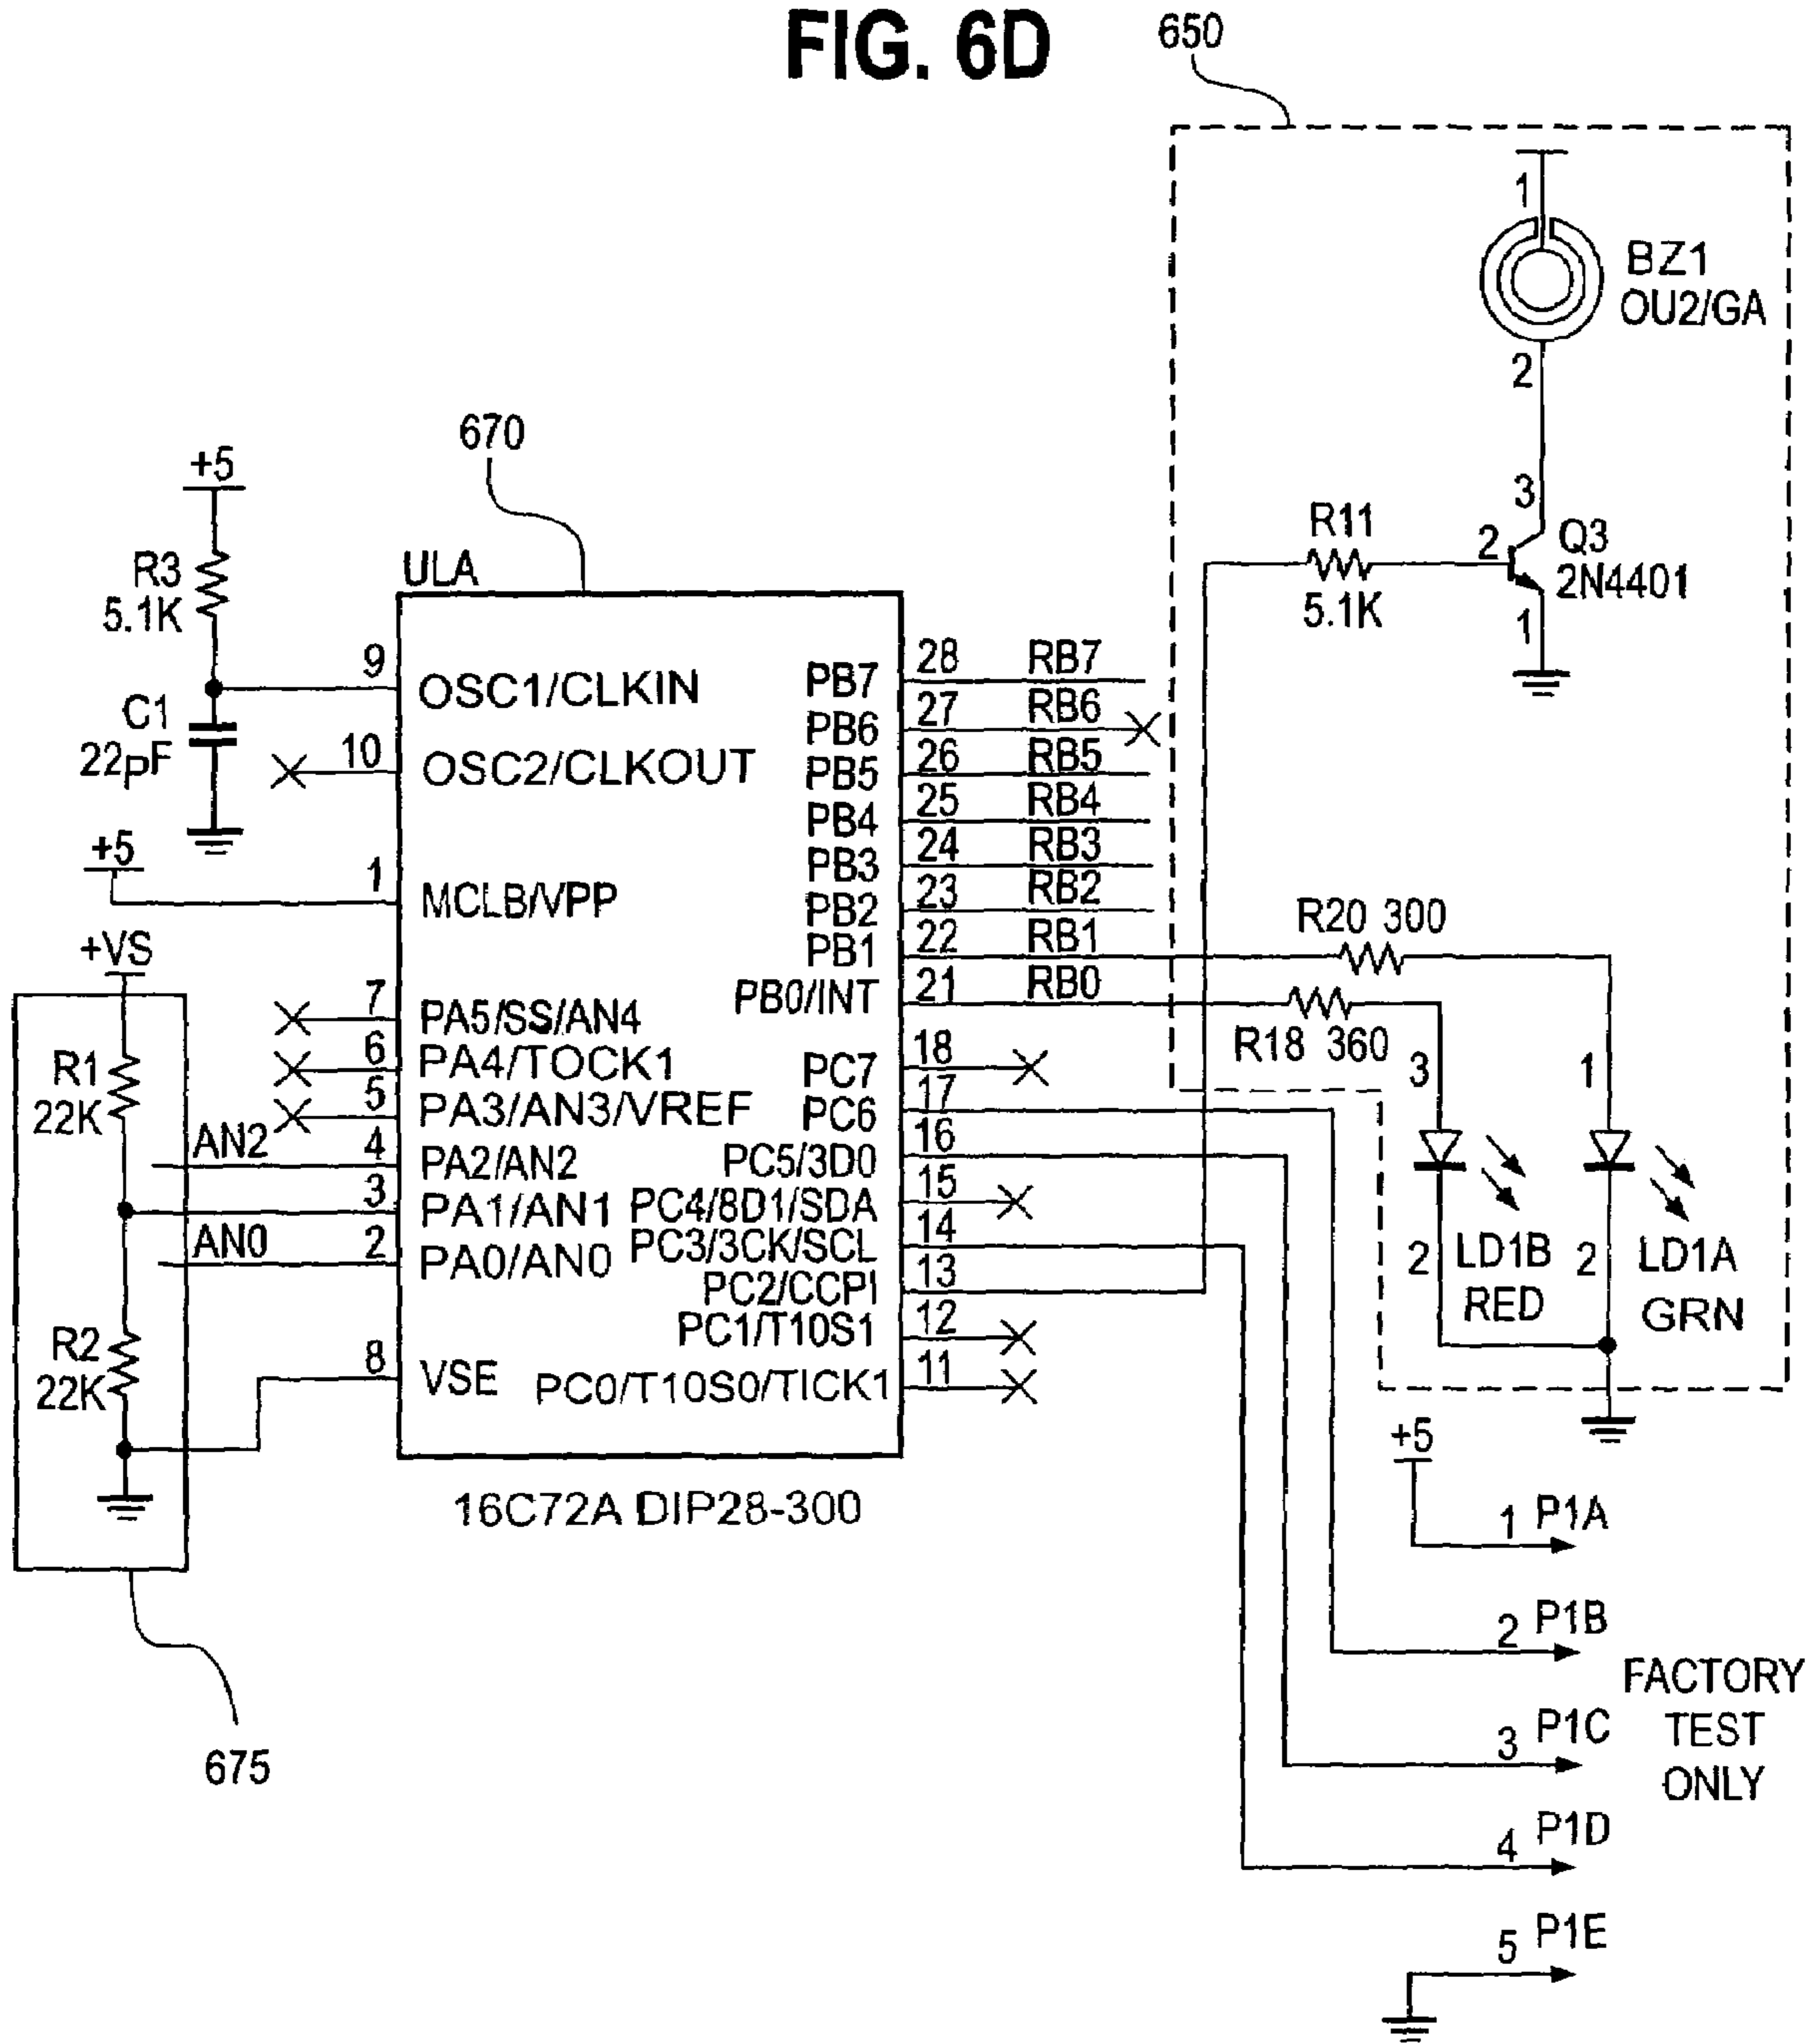 FIG. 6D
650
1
BZ1
OU2/GA
2
670
+5
3
R11
2
Q3
2N4401
5.1K
1
R3
5.1K
ULA
9
OSC1/CLKIN
C1
22pF
10
OSC2/CLKOUT
+5
1
MCLB/VPP
+VS
7
PA5/SS/AN4
6
PA4/TOCK1
5
PA3/AN3/VREF
R1
22K
AN2
4
PA2/AN2
3
PA1/AN1
AN0
2
PA0/AN0
R2
22K
8
VSE
PB7 28 RB7
PB6 27 RB6
PB5 26 RB5
PB4 25 RB4
PB3 24 RB3
PB2 23 RB2
PB1 22 RB1
PB0/INT 21 RB0
PC7 18
PC6 17
PC5/3D0 16
PC4/8D1/SDA 15
PC3/3CK/SCL 14
PC2/CCPI 13
PC1/T10S1 12
PC0/T10S0/TICK1 11
16C72A DIP28-300
675
R20 300
R18 360
3
1
2
LD1B
RED
2
LD1A
GRN
+5
1 P1A
2 P1B
3 P1C
4 P1D
5 P1E
FACTORY
TEST
ONLY